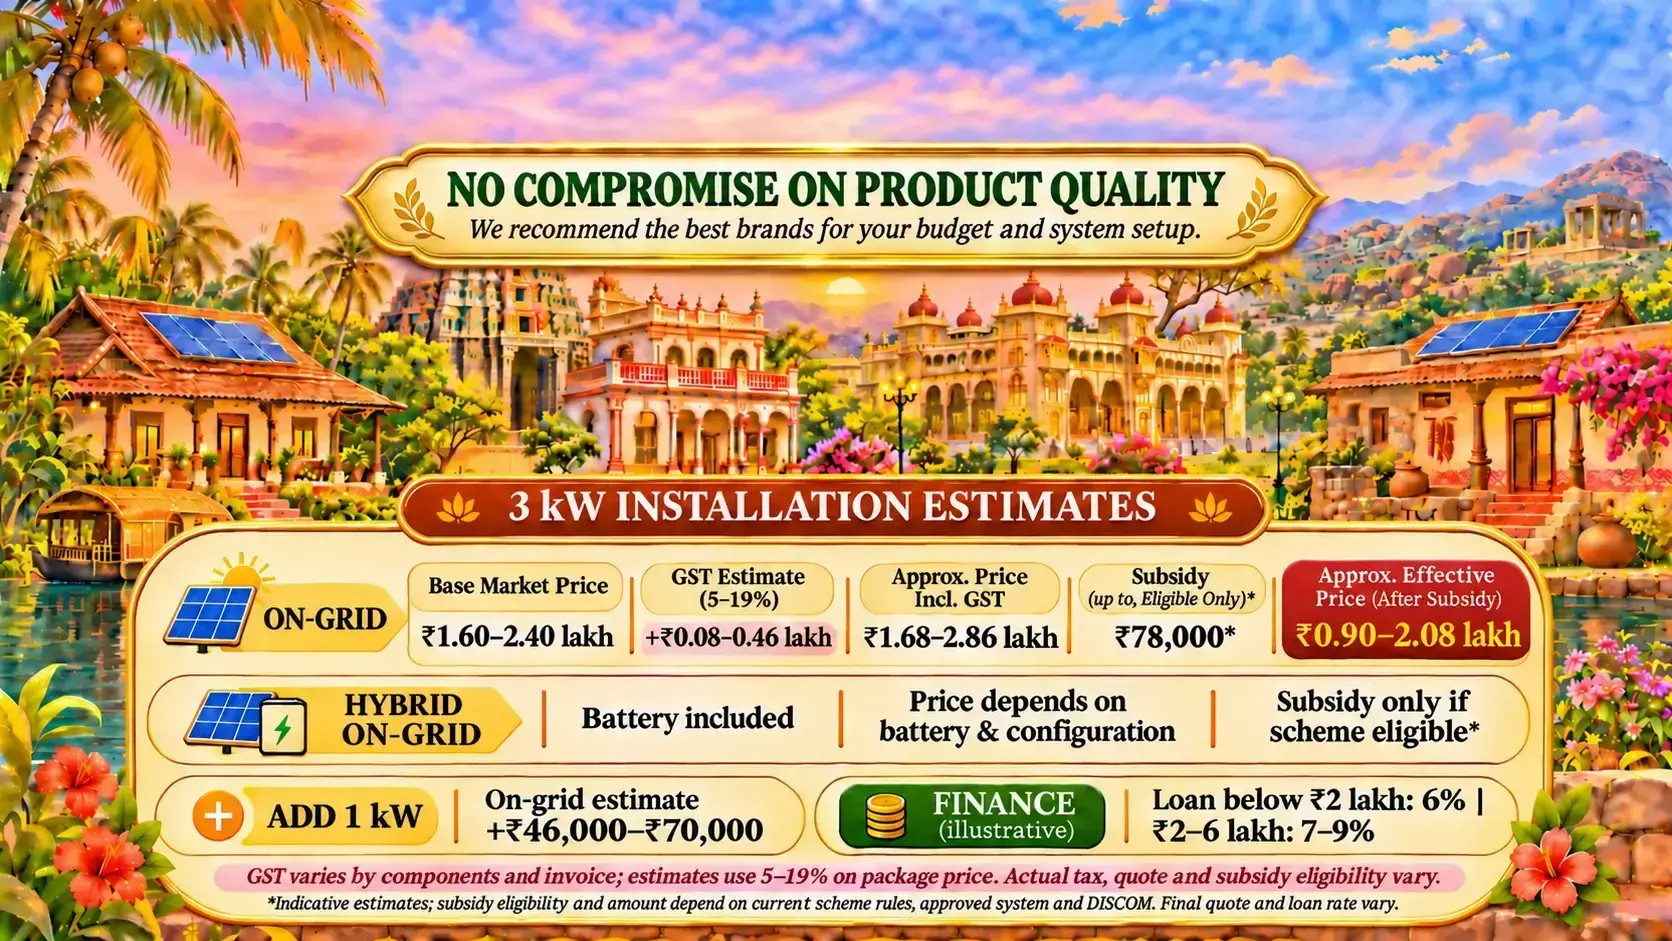 NO COMPROMISE ON PRODUCT QUALITY
We recommend the best brands for your budget and system setup.
3 kW INSTALLATION ESTIMATES
ON-GRID
Base Market Price
₹1.60–2.40 lakh
GST Estimate
(5–19%)
+₹0.08–0.46 lakh
Approx. Price
Incl. GST
₹1.68–2.86 lakh
Subsidy
(up to, Eligible Only)*
₹78,000*
Approx. Effective
Price (After Subsidy)
₹0.90–2.08 lakh
HYBRID
ON-GRID
Battery included
Price depends on
battery & configuration
Subsidy only if
scheme eligible*
ADD 1 kW
On-grid estimate
+₹46,000–₹70,000
FINANCE
(illustrative)
Loan below ₹2 lakh: 6% |
₹2–6 lakh: 7–9%
GST varies by components and invoice; estimates use 5–19% on package price. Actual tax, quote and subsidy eligibility vary.
*Indicative estimates; subsidy eligibility and amount depend on current scheme rules, approved system and DISCOM. Final quote and loan rate vary.